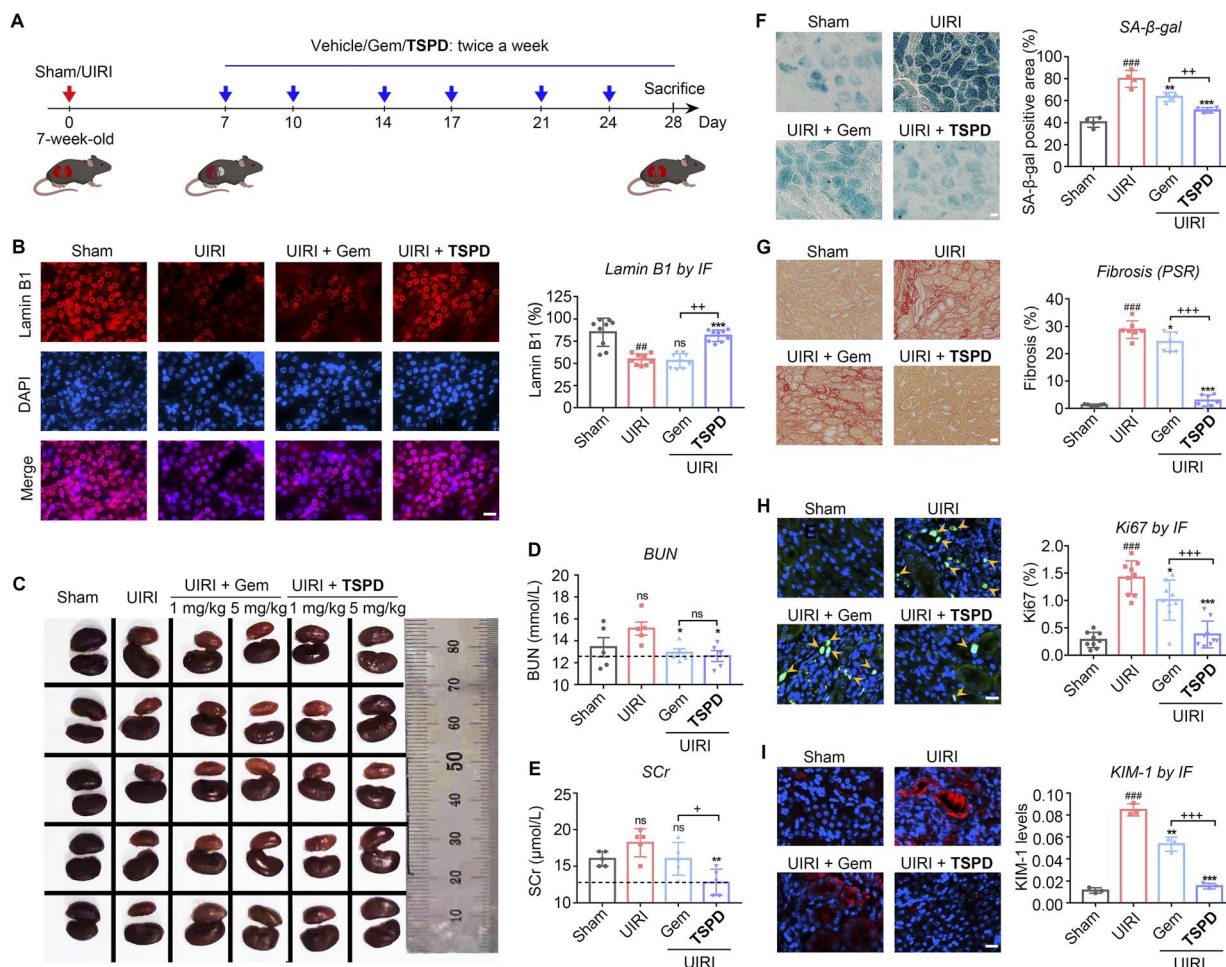 A
Vehicle/Gem/TSPD: twice a week
Sham/UIRI
Sacrifice
0 7 10 14 17 21 24 28 Day
7-week-old
B
Sham UIRI UIRI + Gem UIRI + TSPD
Lamin B1
DAPI
Merge
Lamin B1 by IF
Lamin B1 (%)
125
100
75
50
25
0
## ns ++ ***
Sham UIRI Gem TSPD
UIRI
C
Sham UIRI UIRI + Gem UIRI + TSPD
1 mg/kg 5 mg/kg 1 mg/kg 5 mg/kg
80
70
60
50
40
30
20
10
D
BUN
BUN (mmol/L)
18
16
14
12
10
ns * ns *
Sham UIRI Gem TSPD
UIRI
E
SCr
SCr (μmol/L)
25
20
15
10
ns ns + **
Sham UIRI Gem TSPD
UIRI
F
Sham UIRI
UIRI + Gem UIRI + TSPD
SA-β-gal
SA-β-gal positive area (%)
100
80
60
40
20
0
### ** ++ ***
Sham UIRI Gem TSPD
UIRI
G
Sham UIRI
UIRI + Gem UIRI + TSPD
Fibrosis (PSR)
Fibrosis (%)
40
30
20
10
0
### * +++ ***
Sham UIRI Gem TSPD
UIRI
H
Sham UIRI
E
UIRI + Gem UIRI + TSPD
Ki67 by IF
Ki67 (%)
2.0
1.5
1.0
0.5
0.0
### * +++ ***
Sham UIRI Gem TSPD
UIRI
I
Sham UIRI
UIRI + Gem UIRI + TSPD
KIM-1 by IF
KIM-1 levels
0.10
0.08
0.06
0.04
0.02
0.00
### ** +++ ***
Sham UIRI Gem TSPD
UIRI